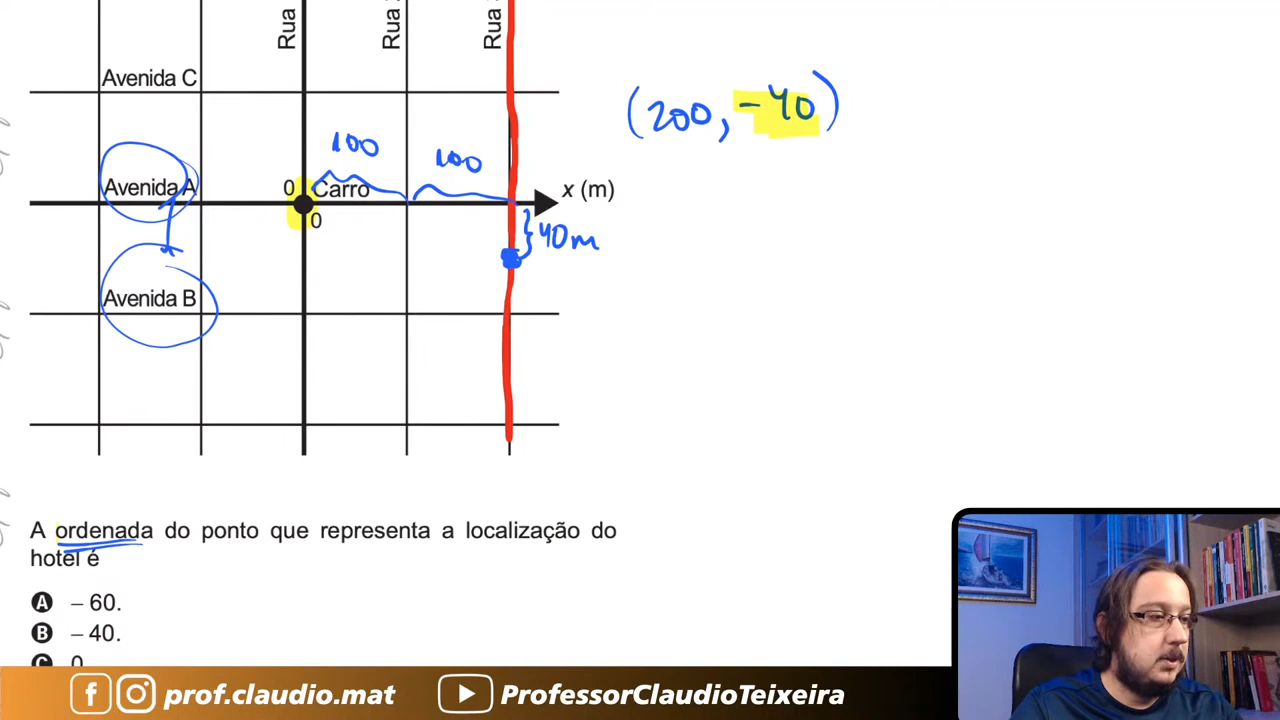 Rua
Rua
Rua
Avenida C
(200, -40)
100
100
Avenida A
0
Carro
x (m)
0
40m
Avenida B
A ordenada do ponto que representa a localização do
hotel é
A – 60.
B – 40.
C 0
prof.claudio.mat
ProfessorClaudioTeixeira